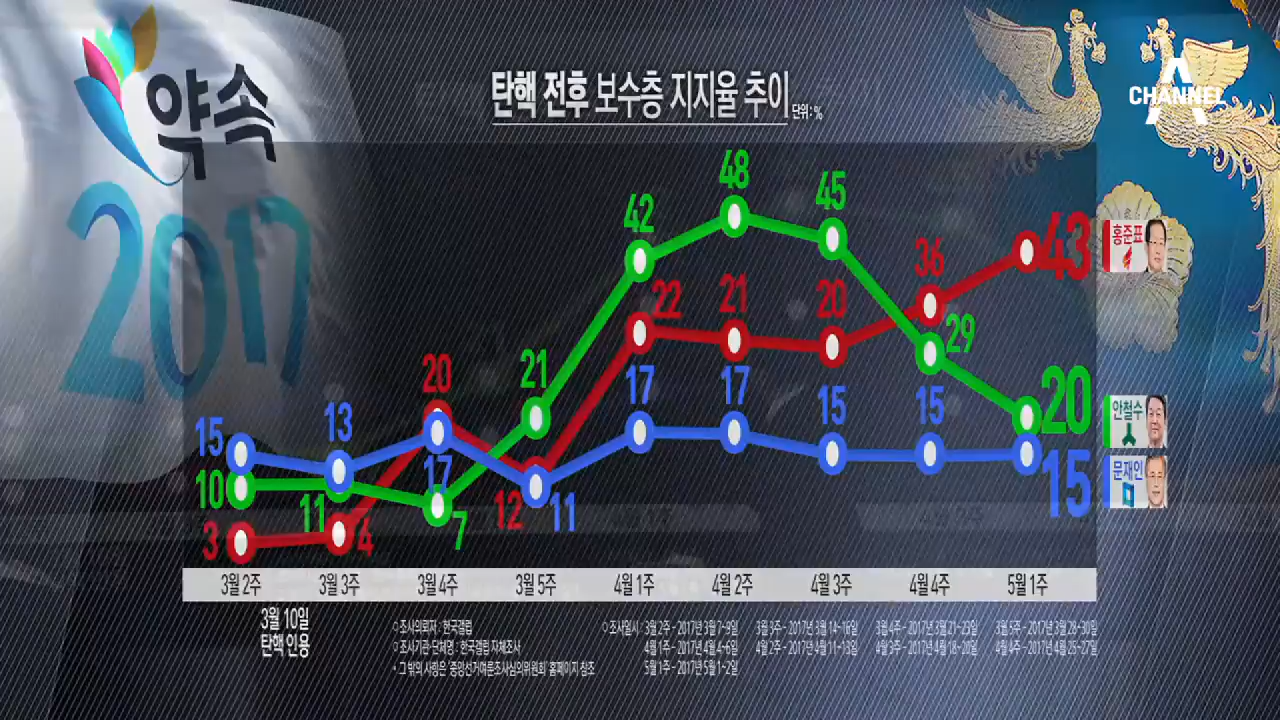 약속
2017
탄핵 전후 보수층 지지율 추이 단위: %
CHANNEL A
48
42 45
36 43
22 21 20
29
20 21 17 17 15 15 20
15 13
10 11 17 12 11 15
3 4 7
홍준표
안철수
문재인
3월 2주 3월 3주 3월 4주 3월 5주 4월 1주 4월 2주 4월 3주 4월 4주 5월 1주
3월 10일
탄핵 인용
○ 조사의뢰자 : 한국갤럽
○ 조사기관·단체명 : 한국갤럽 자체조사
* 그 밖의 사항은 '중앙선거여론조사심의위원회' 홈페이지 참조
○ 조사일시 : 3월 2주 - 2017년 3월 7~9일 3월 3주 - 2017년 3월 14~16일 3월 4주 - 2017년 3월 21~23일 3월 5주 - 2017년 3월 28~30일
4월 1주 - 2017년 4월 4~6일 4월 2주 - 2017년 4월 11~13일 4월 3주 - 2017년 4월 18~20일 4월 4주 - 2017년 4월 25~27일
5월 1주 - 2017년 5월 1~2일